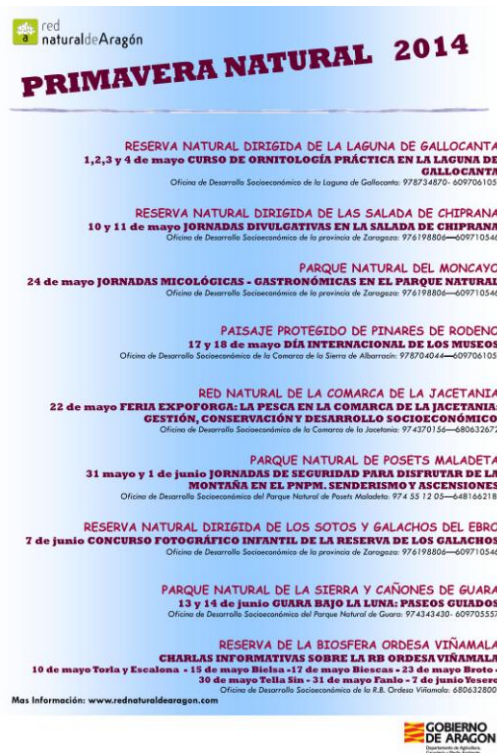 red
naturaldeAragón
PRIMAVERA NATURAL 2014
RESERVA NATURAL DIRIGIDA DE LA LAGUNA DE GALLOCANTA
1,2,3 y 4 de mayo CURSO DE ORNITOLOGÍA PRÁCTICA EN LA LAGUNA DE
GALLOCANTA
Oficina de Desarrollo Socioeconómico de la Laguna de Gallocanta: 978734870- 609706105
RESERVA NATURAL DIRIGIDA DE LAS SALADA DE CHIPRANA
10 y 11 de mayo JORNADAS DIVULGATIVAS EN LA SALADA DE CHIPRANA
Oficina de Desarrollo Socioeconómico de la provincia de Zaragoza: 976198806—609710546
PARQUE NATURAL DEL MONCAYO
24 de mayo JORNADAS MICOLÓGICAS - GASTRONÓMICAS EN EL PARQUE NATURAL
Oficina de Desarrollo Socioeconómico de la provincia de Zaragoza: 976198806—609710546
PAISAJE PROTEGIDO DE PINARES DE RODENO
17 y 18 de mayo DÍA INTERNACIONAL DE LOS MUSEOS
Oficina de Desarrollo Socioeconómico de la Comarca de la Sierra de Albarracín: 978704044—609706105
RED NATURAL DE LA COMARCA DE LA JACETANIA
22 de mayo FERIA EXPOFORGA: LA PESCA EN LA COMARCA DE LA JACETANIA:
GESTIÓN, CONSERVACIÓN Y DESARROLLO SOCIOECONÓMICO
Oficina de Desarrollo Socioeconómico de la Comarca de la Jacetania: 974370156—680632672
PARQUE NATURAL DE POSETS MALADETA
31 mayo y 1 de junio JORNADAS DE SEGURIDAD PARA DISFRUTAR DE LA
MONTAÑA EN EL PNPM. SENDERISMO Y ASCENSIONES
Oficina de Desarrollo Socioeconómico del Parque Natural de Posets Maladeta: 974 55 12 05—648166218
RESERVA NATURAL DIRIGIDA DE LOS SOTOS Y GALACHOS DEL EBRO
7 de junio CONCURSO FOTOGRÁFICO INFANTIL DE LA RESERVA DE LOS GALACHOS
Oficina de Desarrollo Socioeconómico de la provincia de Zaragoza: 976198806—609710546
PARQUE NATURAL DE LA SIERRA Y CAÑONES DE GUARA
13 y 14 de junio GUARA BAJO LA LUNA: PASEOS GUIADOS
Oficina de Desarrollo Socioeconómico del Parque Natural de Guara: 974343430- 609705557
RESERVA DE LA BIOSFERA ORDESA VIÑAMALA
CHARLAS INFORMATIVAS SOBRE LA RB ORDESA VIÑAMALA
10 de mayo Torla y Escalona - 15 de mayo Bielsa -17 de mayo Biescas - 23 de mayo Broto -
30 de mayo Tella Sin - 31 de mayo Fanlo - 7 de junio Yesero
Oficina de Desarrollo Socioeconómico de la R.B. Ordesa Viñamala: 680632800
Mas Información: www.rednaturaldearagon.com
GOBIERNO
DE ARAGON
Departamento de Agricultura,
Ganadería y Medio Ambiente